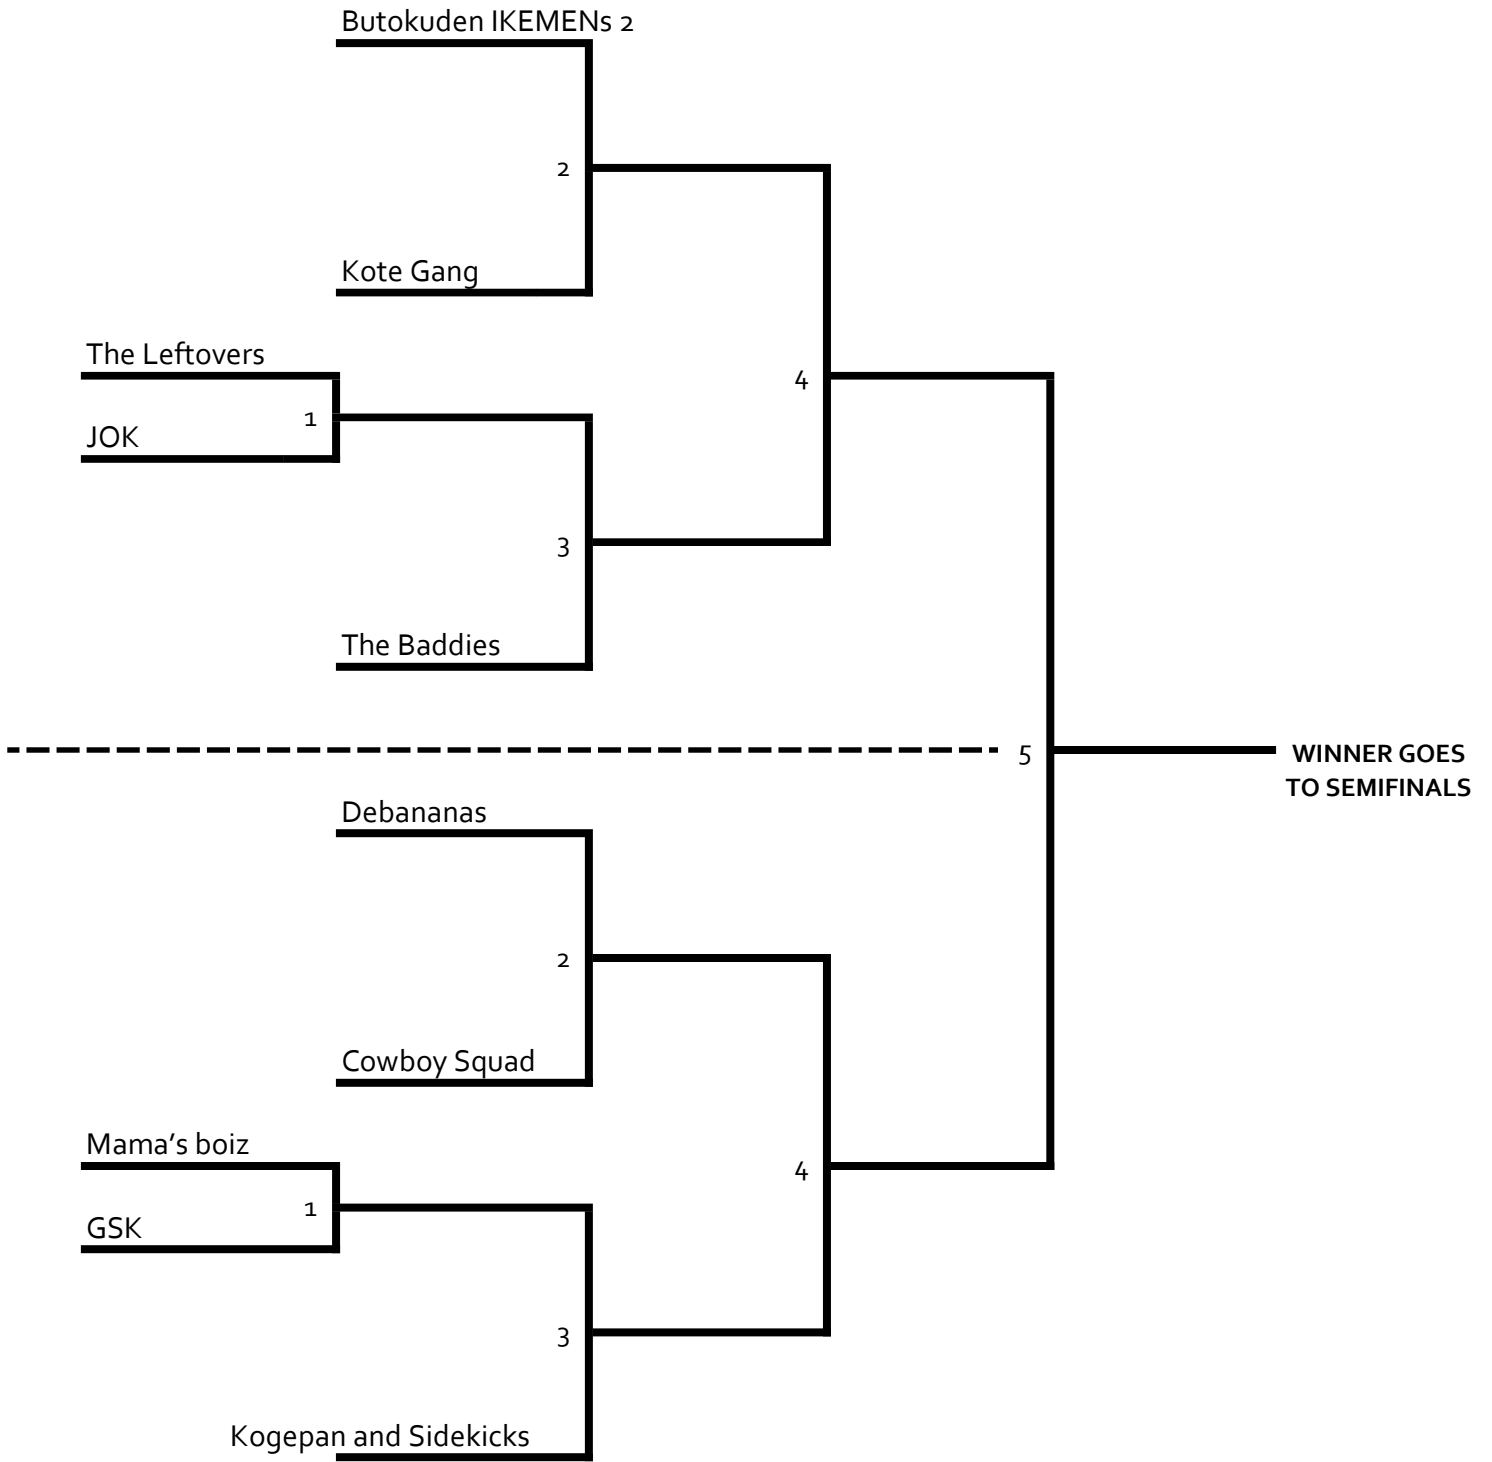 Butokuden IKEMENs 2
2
Kote Gang
The Leftovers
4
1
JOK
3
The Baddies
5
WINNER GOES
TO SEMIFINALS
Debananas
2
Cowboy Squad
Mama's boiz
4
1
GSK
3
Kogepan and Sidekicks